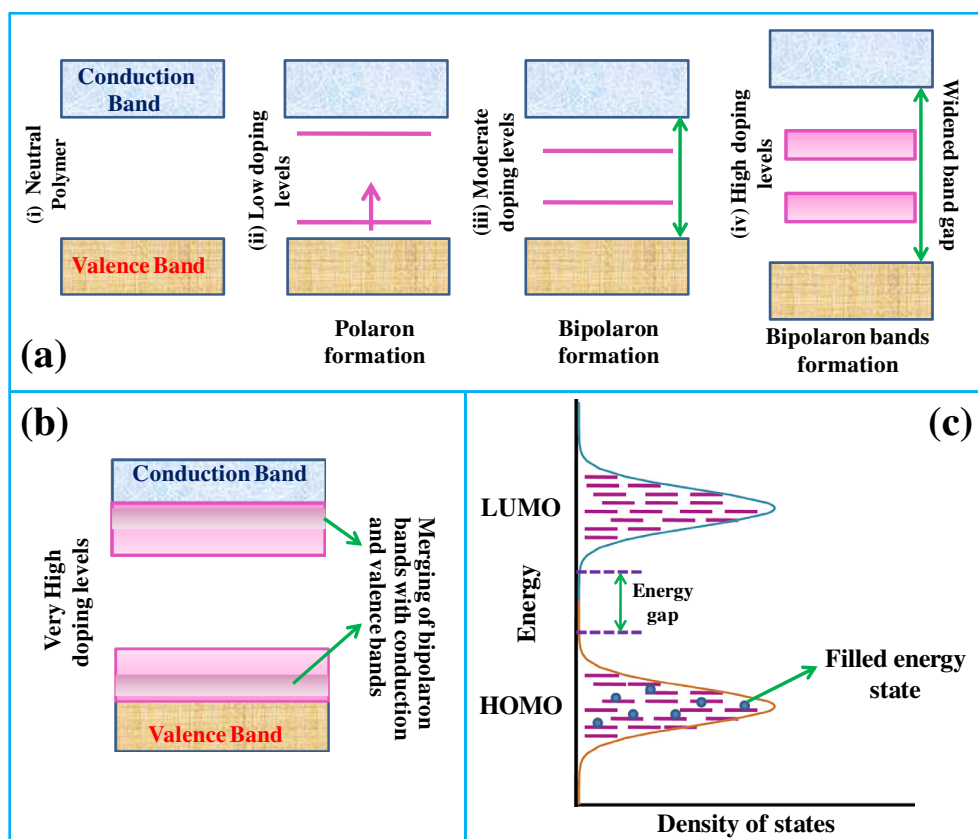 Conduction
Band
(i) Neutral
Polymer
Valence Band
(ii) Low doping
levels
Polaron
formation
(iii) Moderate
doping levels
Bipolaron
formation
(iv) High doping
levels
Widened band gap
Bipolaron bands
formation
(a)
(b)
Conduction Band
Very High
doping levels
Valence Band
Merging of bipolaron
bands with conduction
and valence bands
(c)
LUMO
Energy
Energy
gap
HOMO
Filled energy
state
Density of states